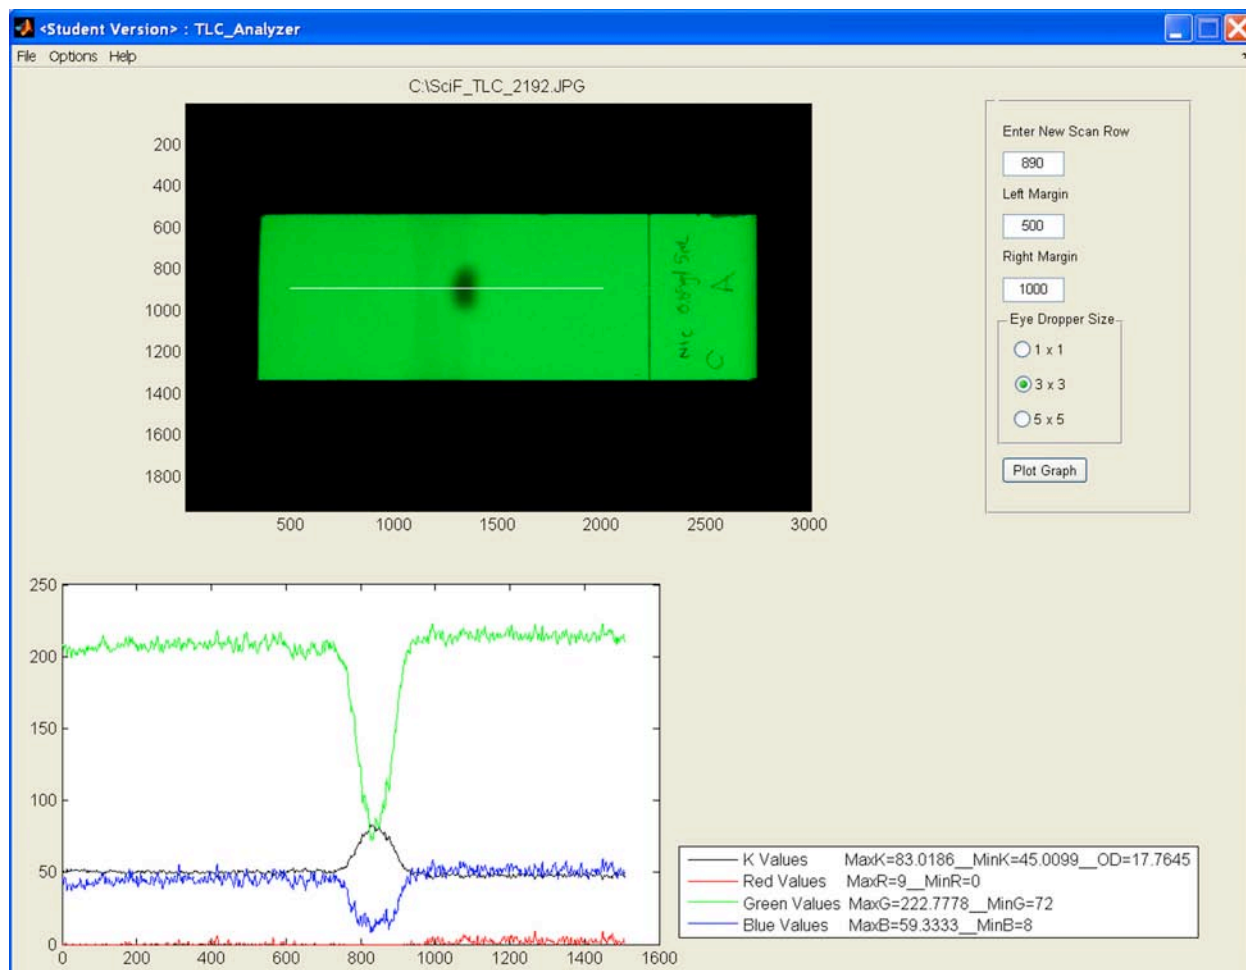 <Student Version> : TLC_Analyzer
File Options Help
C:\SciF_TLC_2192.JPG
200
400
600
800
1000
1200
1400
1600
1800
500 1000 1500 2000 2500 3000
A
C
Enter New Scan Row
890
Left Margin
500
Right Margin
1000
Eye Dropper Size
1 x 1
3 x 3
5 x 5
Plot Graph
250
200
150
100
50
0
0 200 400 600 800 1000 1200 1400 1600
K Values MaxK=83.0186__MinK=45.0099__OD=17.7645
Red Values MaxR=9__MinR=0
Green Values MaxG=222.7778__MinG=72
Blue Values MaxB=59.3333__MinB=8